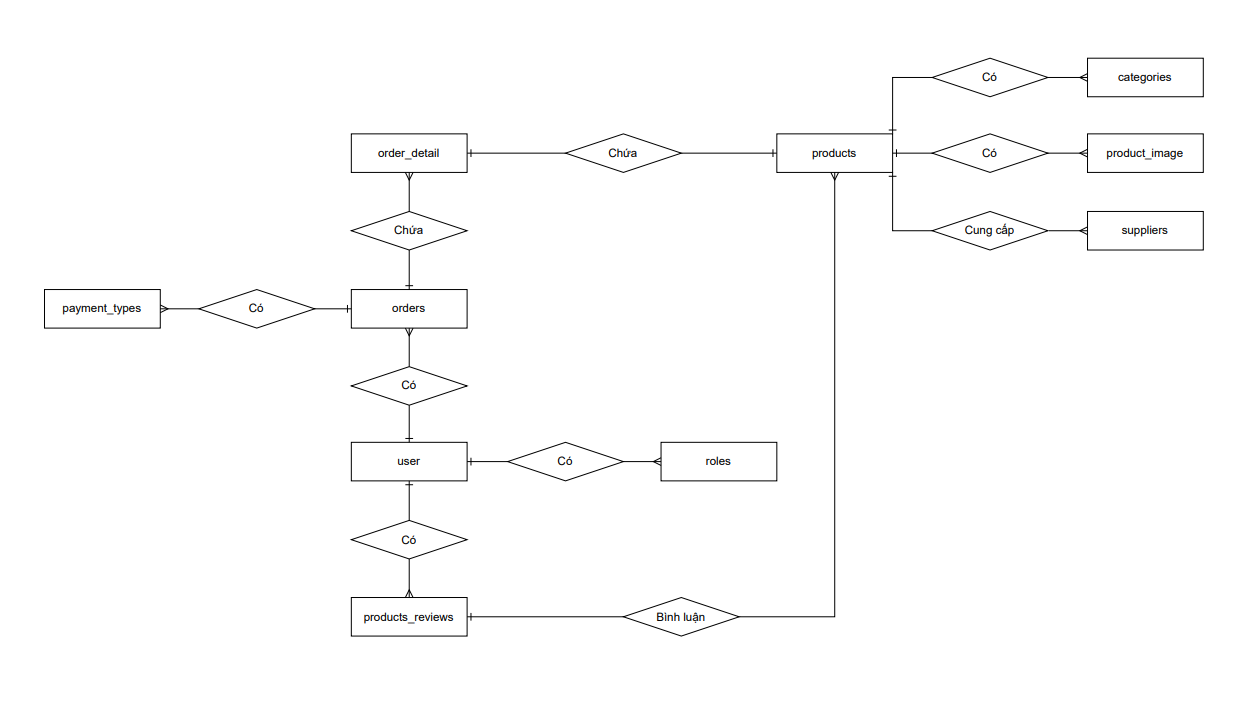 Có
categories
order_detail
Chứa
products
Có
product_image
Chứa
Cung cấp
suppliers
payment_types
Có
orders
Có
user
Có
roles
Có
products_reviews
Bình luận